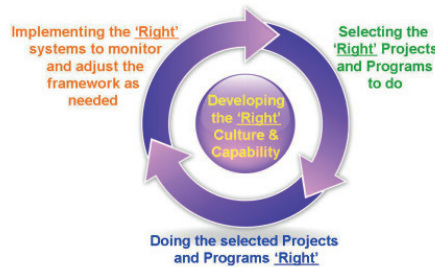 Implementing the 'Right'
systems to monitor
and adjust the
framework as
needed
Selecting the
'Right' Projects
and Programs
to do
Developing
the 'Right'
Culture &
Capability
Doing the selected Projects
and Programs 'Right'